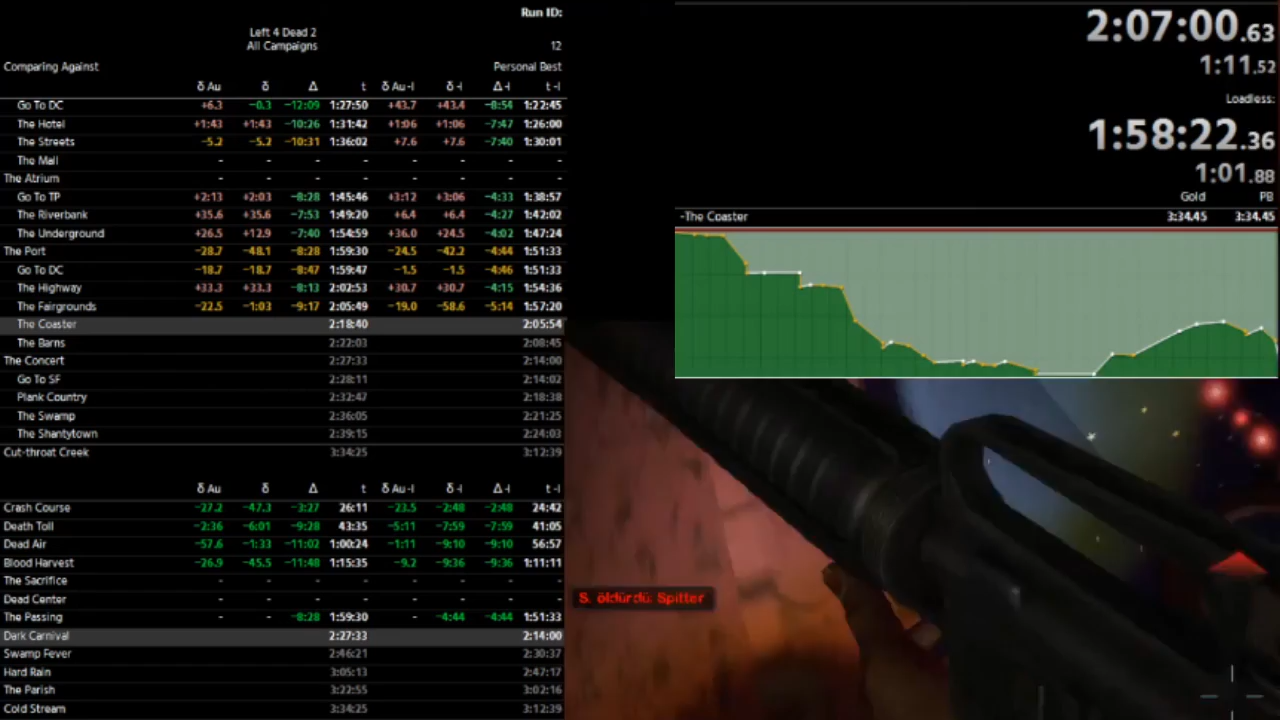 Run ID:
Left 4 Dead 2
All Campaigns 12
Comparing Against Personal Best
δ Au δ Δ t δ Au -I δ -I Δ -I t -I
Go To DC +6.3 −0.3 −12:09 1:27:50 +43.7 +43.4 −8:54 1:22:45
The Hotel +1:43 +1:43 −10:26 1:31:42 +1:06 +1:06 −7:47 1:26:00
The Streets −5.2 −5.2 −10:31 1:36:02 +7.6 +7.6 −7:40 1:30:01
The Mall - - - - - - - -
The Atrium - - - - - - - -
Go To TP +2:13 +2:03 −8:28 1:45:46 +3:12 +3:06 −4:33 1:38:57
The Riverbank +35.6 +35.6 −7:53 1:49:20 +6.4 +6.4 −4:27 1:42:02
The Underground +26.5 +12.9 −7:40 1:54:59 +36.0 +24.5 −4:02 1:47:24
The Port −28.7 −48.1 −8:28 1:59:30 −24.5 −42.2 −4:44 1:51:33
Go To DC −18.7 −18.7 −8:47 1:59:47 −1.5 −1.5 −4:46 1:51:33
The Highway +33.3 +33.3 −8:13 2:02:53 +30.7 +30.7 −4:15 1:54:36
The Fairgrounds −22.5 −1:03 −9:17 2:05:49 −19.0 −58.6 −5:14 1:57:20
The Coaster 2:18:40 2:05:54
The Barns 2:22:03 2:08:45
The Concert 2:27:33 2:14:00
Go To SF 2:28:11 2:14:02
Plank Country 2:32:47 2:18:38
The Swamp 2:36:05 2:21:25
The Shantytown 2:39:15 2:24:03
Cut-throat Creek 3:34:25 3:12:39
δ Au δ Δ t δ Au -I δ -I Δ -I t -I
Crash Course −27.2 −47.3 −3:27 26:11 −23.5 −2:48 −2:48 24:42
Death Toll −2:36 −6:01 −9:28 43:35 −5:11 −7:59 −7:59 41:05
Dead Air −57.6 −1:33 −11:02 1:00:24 −1:11 −9:10 −9:10 56:57
Blood Harvest −26.9 −45.5 −11:48 1:15:35 −9.2 −9:36 −9:36 1:11:11
The Sacrifice - - - - - - - -
Dead Center - - - - - - - -
The Passing - - −8:28 1:59:30 - −4:44 −4:44 1:51:33
Dark Carnival 2:27:33 2:14:00
Swamp Fever 2:46:21 2:30:37
Hard Rain 3:05:13 2:47:17
The Parish 3:22:55 3:02:16
Cold Stream 3:34:25 3:12:39
2:07:00.63
1:11.52
Loadless:
1:58:22.36
1:01.88
Gold PB
-The Coaster 3:34.45 3:34.45
S. öldürdü: Spitter